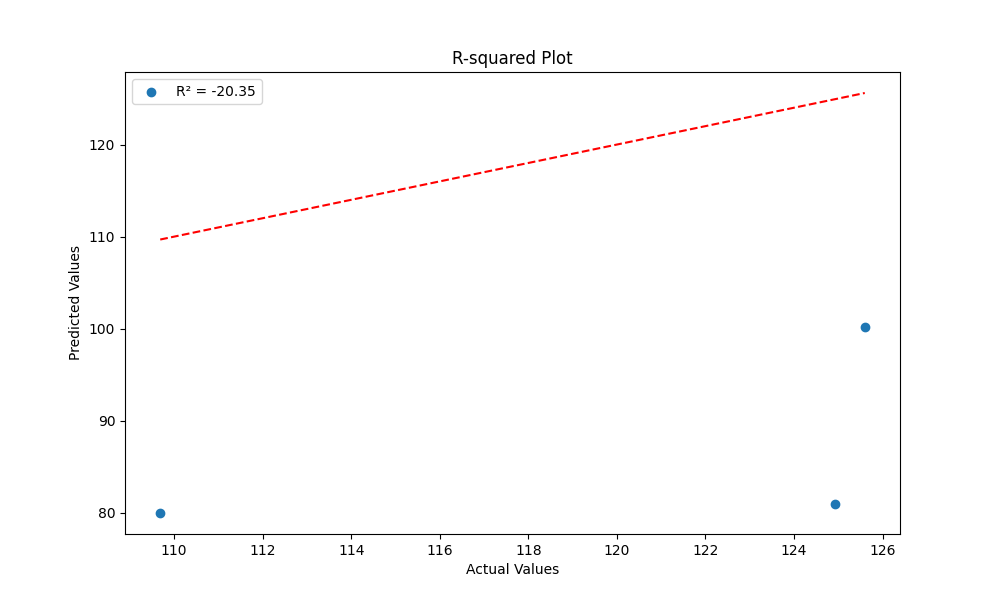 R-squared Plot
R² = -20.35
Predicted Values
120
110
100
90
80
110 112 114 116 118 120 122 124 126
Actual Values